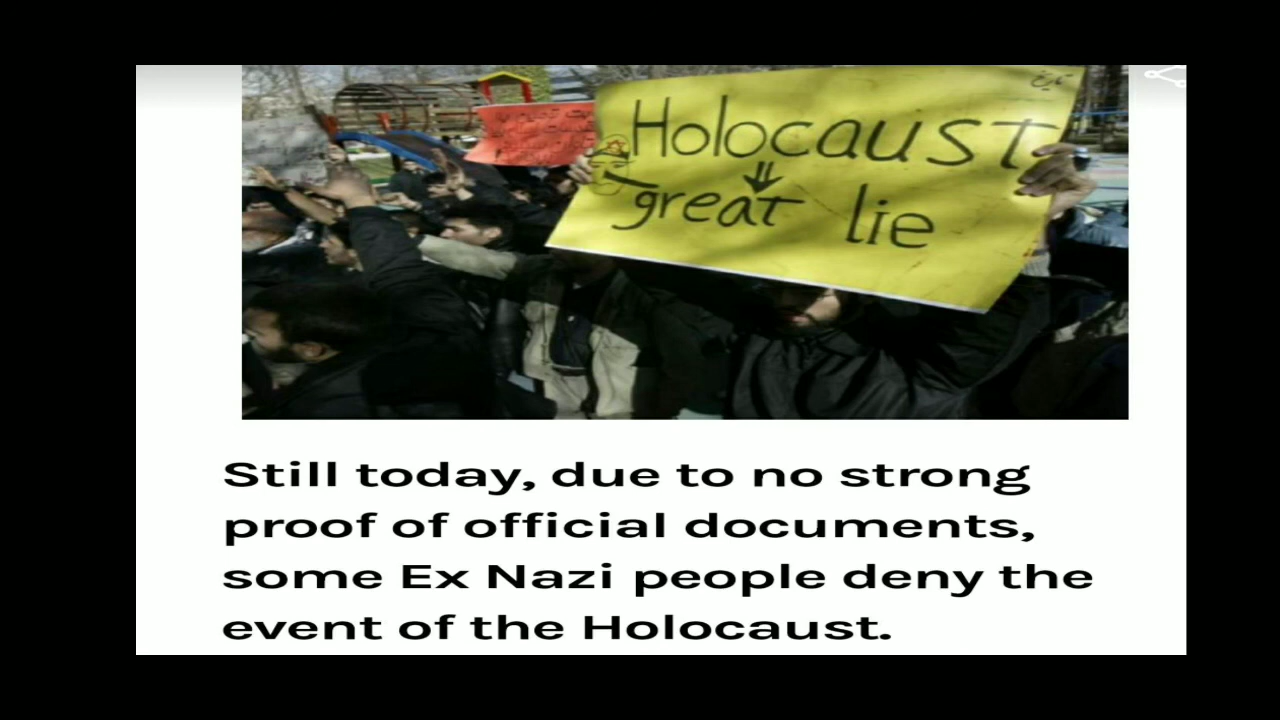 Holocaust
great lie
Still today, due to no strong
proof of official documents,
some Ex Nazi people deny the
event of the Holocaust.